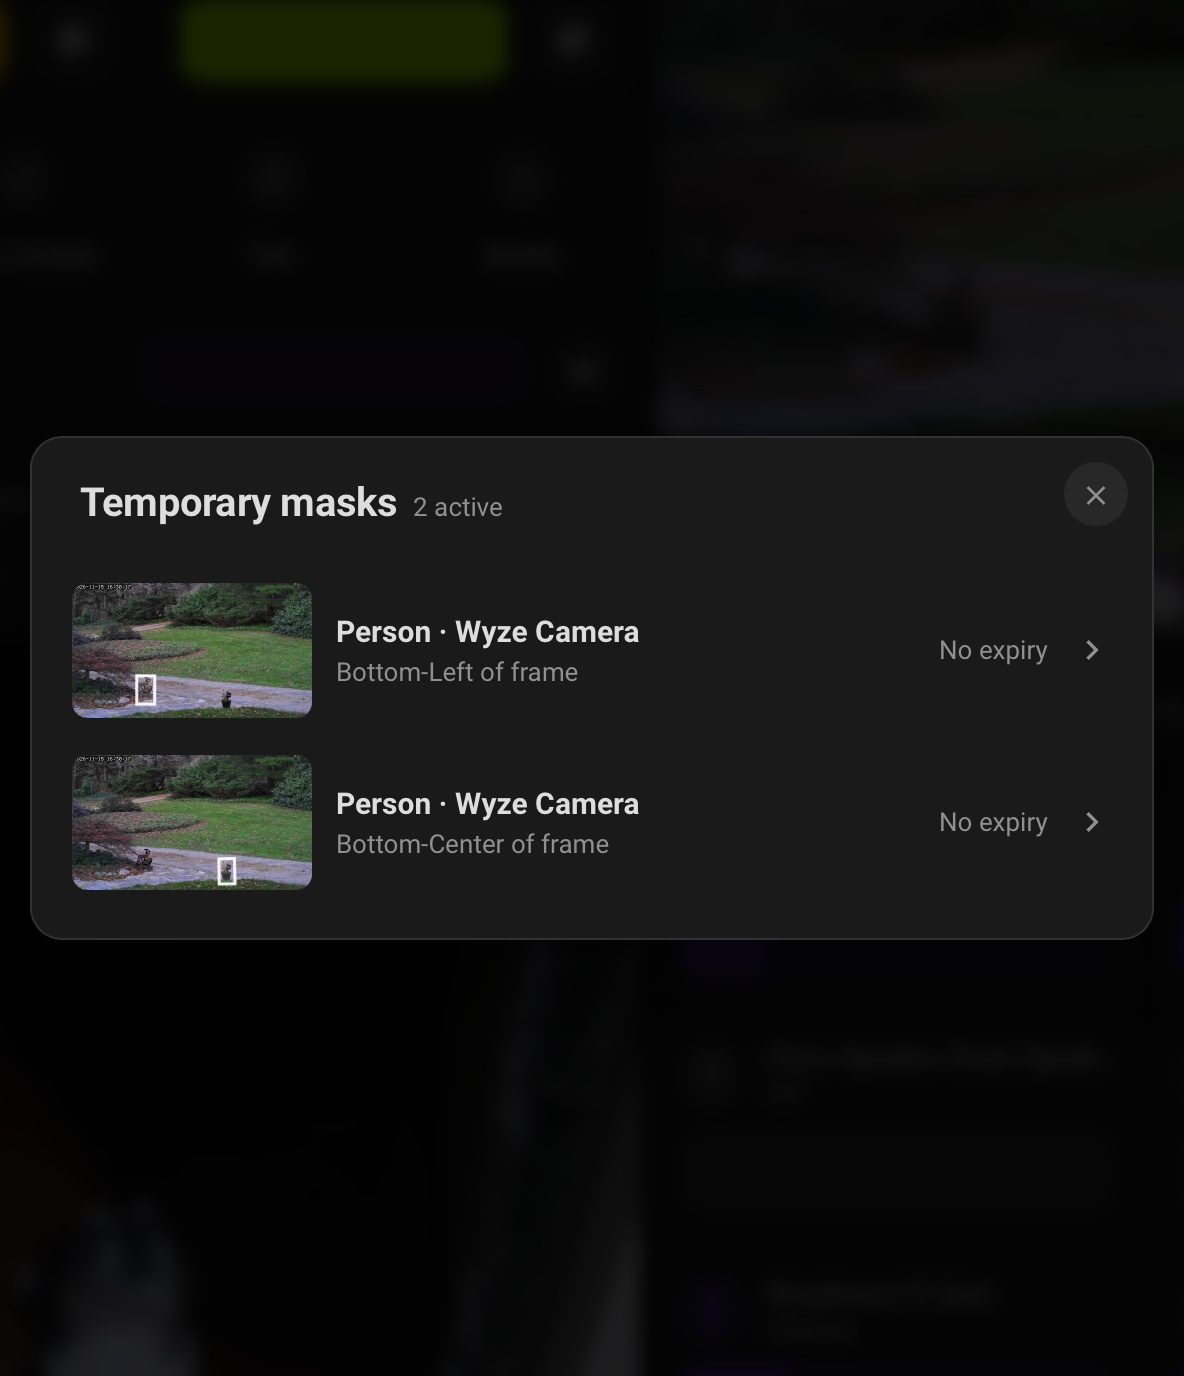 Temporary masks 2 active
Person · Wyze Camera
No expiry
Bottom-Left of frame
Person · Wyze Camera
No expiry
Bottom-Center of frame